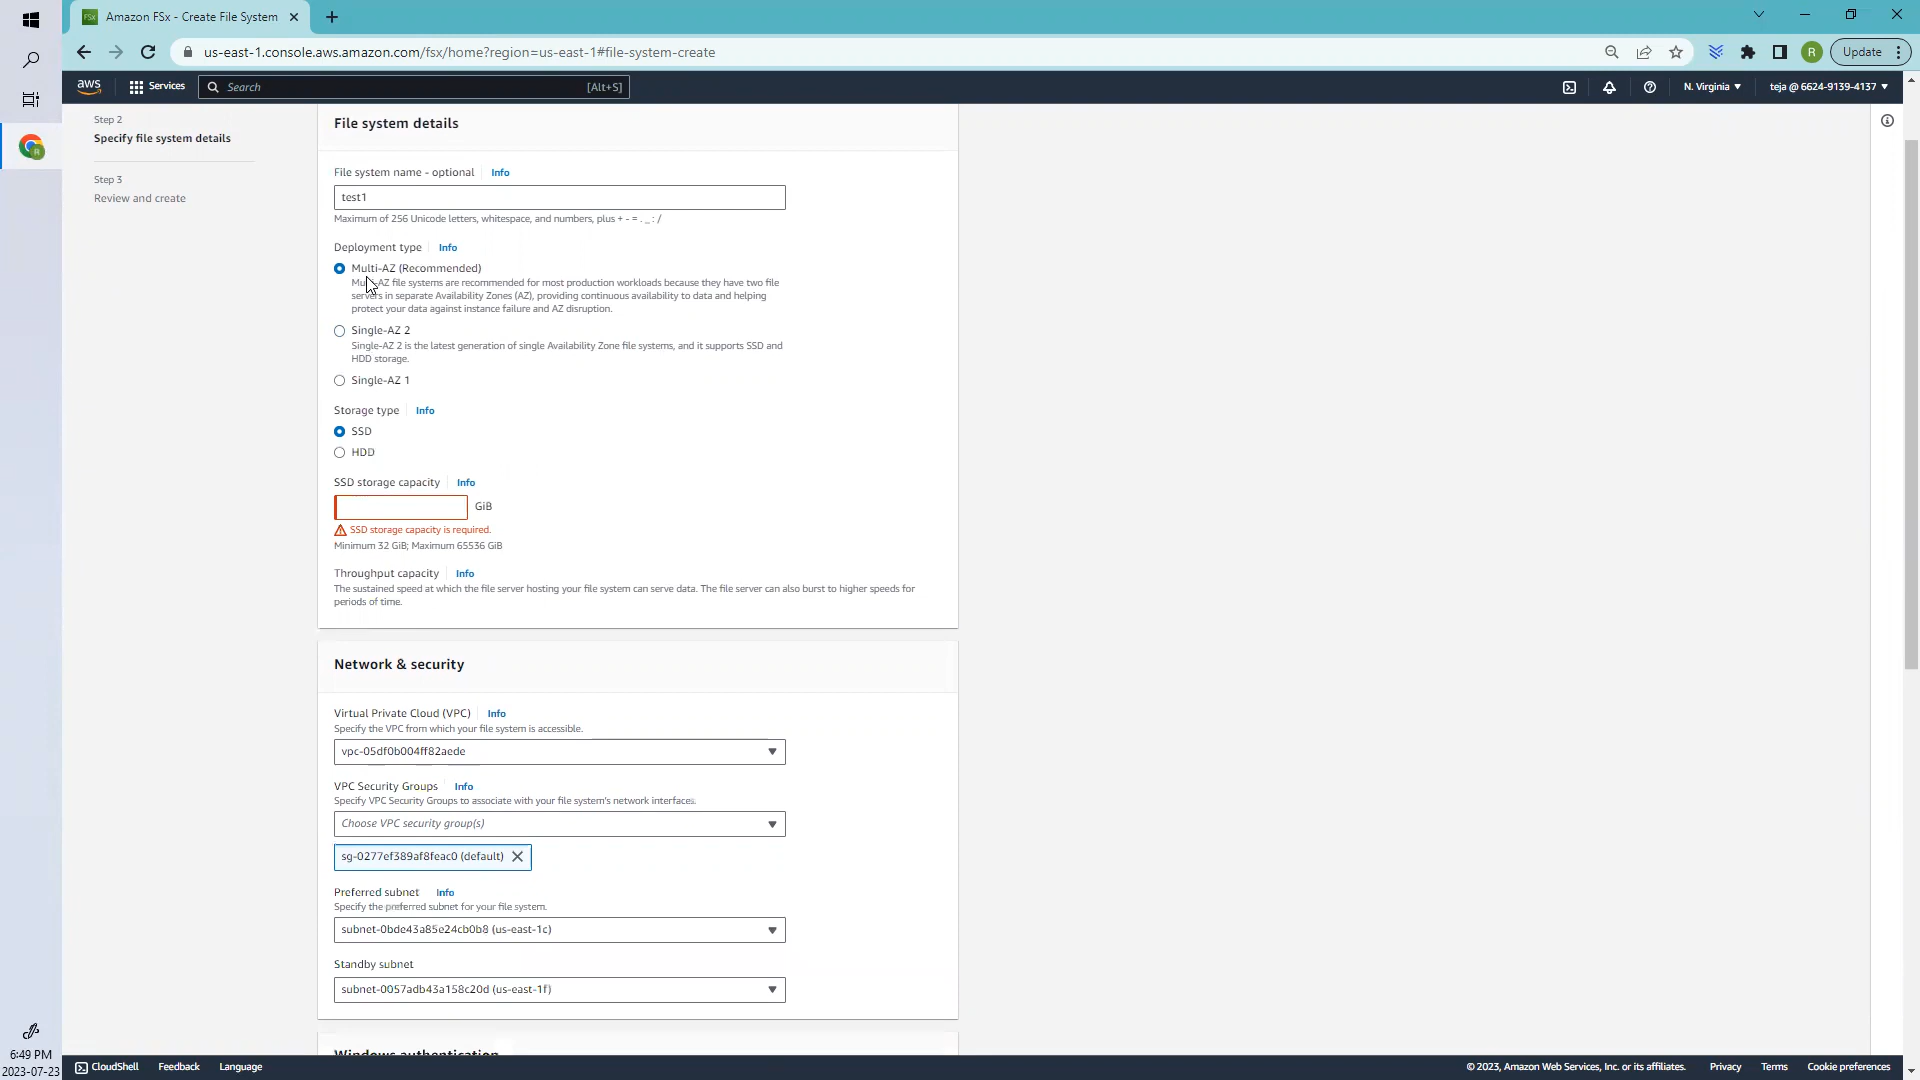 Amazon FSx - Create File System
us-east-1.console.aws.amazon.com/fsx/home?region=us-east-1#file-system-create
R
Update
aws
Services
Search
[Alt+S]
N. Virginia
teja @ 6624-9139-4137
Step 2
Specify file system details
Step 3
Review and create
File system details
File system name - optional Info
test1
Maximum of 256 Unicode letters, whitespace, and numbers, plus + - = . _ : /
Deployment type Info
Multi-AZ (Recommended)
Multi-AZ file systems are recommended for most production workloads because they have two file
servers in separate Availability Zones (AZ), providing continuous availability to data and helping
protect your data against instance failure and AZ disruption.
Single-AZ 2
Single-AZ 2 is the latest generation of single Availability Zone file systems, and it supports SSD and
HDD storage.
Single-AZ 1
Storage type Info
SSD
HDD
SSD storage capacity Info
GiB
SSD storage capacity is required.
Minimum 32 GiB; Maximum 65536 GiB
Throughput capacity Info
The sustained speed at which the file server hosting your file system can serve data. The file server can also burst to higher speeds for
periods of time.
Network & security
Virtual Private Cloud (VPC) Info
Specify the VPC from which your file system is accessible.
vpc-05df0b004ff82aede
VPC Security Groups Info
Specify VPC Security Groups to associate with your file system's network interfaces.
Choose VPC security group(s)
sg-0277ef389af8feac0 (default)
Preferred subnet Info
Specify the preferred subnet for your file system.
subnet-0bde43a85e24cb0b8 (us-east-1c)
Standby subnet
subnet-0057adb43a158c20d (us-east-1f)
Windows authentication
CloudShell
Feedback
Language
© 2023, Amazon Web Services, Inc. or its affiliates.
Privacy
Terms
Cookie preferences
6:49 PM
2023-07-23